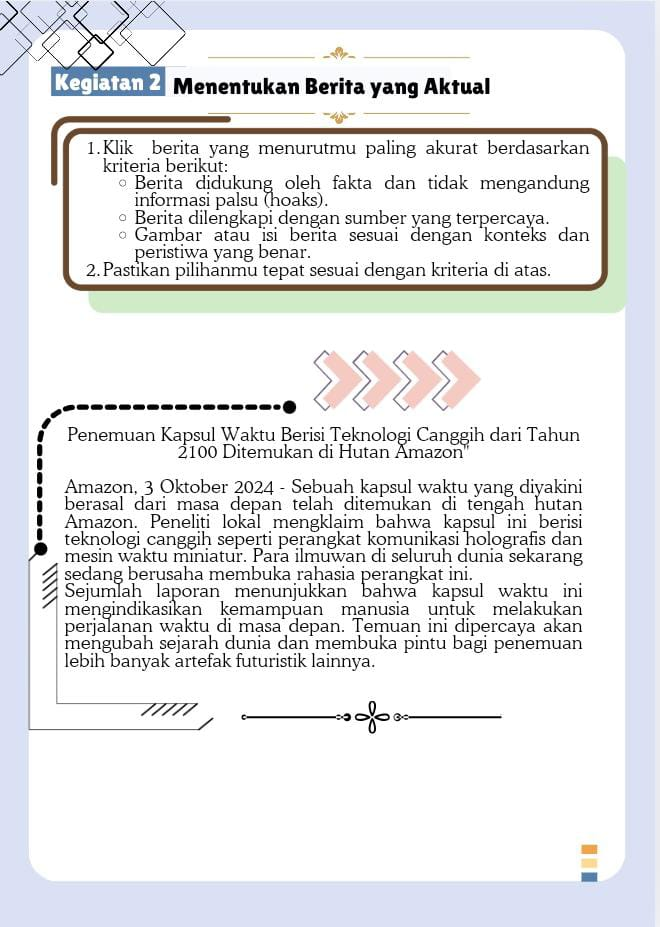 Kegiatan 2 Menentukan Berita yang Aktual
1. Klik berita yang menurutmu paling akurat berdasarkan
kriteria berikut:
○ Berita didukung oleh fakta dan tidak mengandung
informasi palsu (hoaks).
○ Berita dilengkapi dengan sumber yang terpercaya.
○ Gambar atau isi berita sesuai dengan konteks dan
peristiwa yang benar.
2. Pastikan pilihanmu tepat sesuai dengan kriteria di atas.
Penemuan Kapsul Waktu Berisi Teknologi Canggih dari Tahun
2100 Ditemukan di Hutan Amazon"
Amazon, 3 Oktober 2024 - Sebuah kapsul waktu yang diyakini
berasal dari masa depan telah ditemukan di tengah hutan
Amazon. Peneliti lokal mengklaim bahwa kapsul ini berisi
teknologi canggih seperti perangkat komunikasi holografis dan
mesin waktu miniatur. Para ilmuwan di seluruh dunia sekarang
sedang berusaha membuka rahasia perangkat ini.
Sejumlah laporan menunjukkan bahwa kapsul waktu ini
mengindikasikan kemampuan manusia untuk melakukan
perjalanan waktu di masa depan. Temuan ini dipercaya akan
mengubah sejarah dunia dan membuka pintu bagi penemuan
lebih banyak artefak futuristik lainnya.